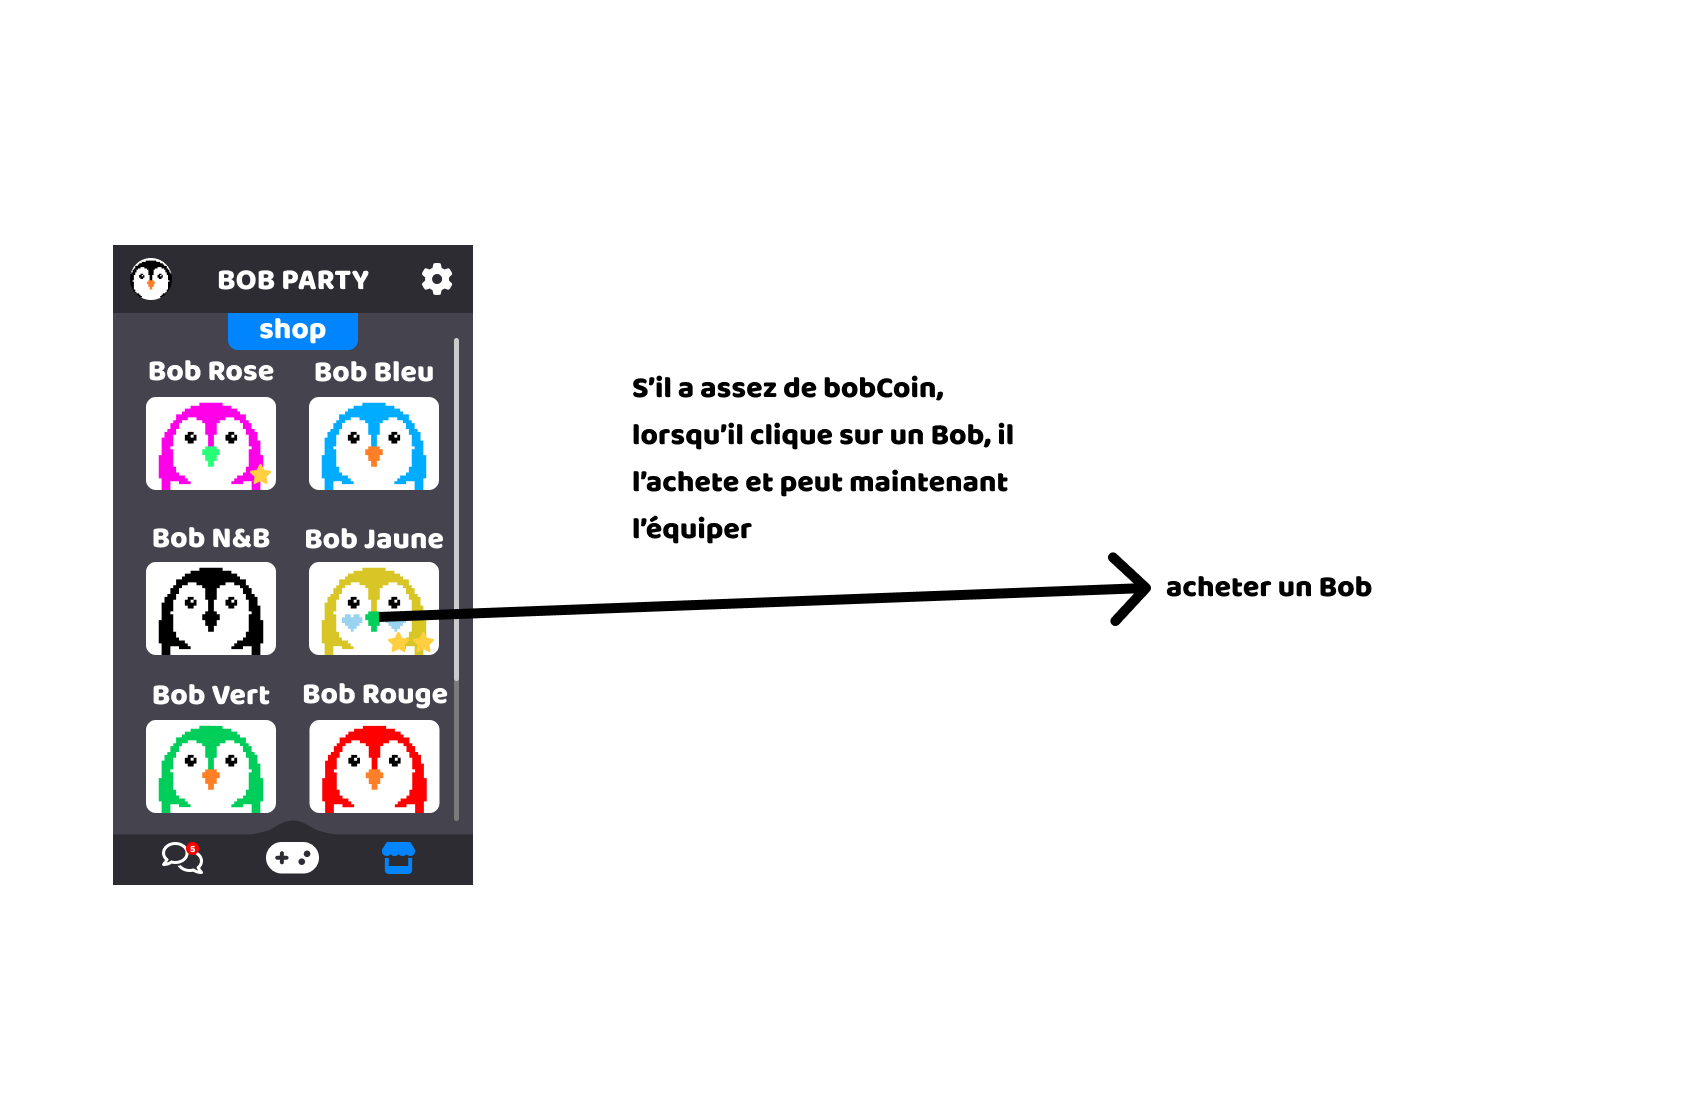 BOB PARTY
shop
Bob Rose
Bob Bleu
Bob N&B
Bob Jaune
Bob Vert
Bob Rouge
5
S'il a assez de bobCoin,
lorsqu'il clique sur un Bob, il
l'achete et peut maintenant
l'équiper
acheter un Bob